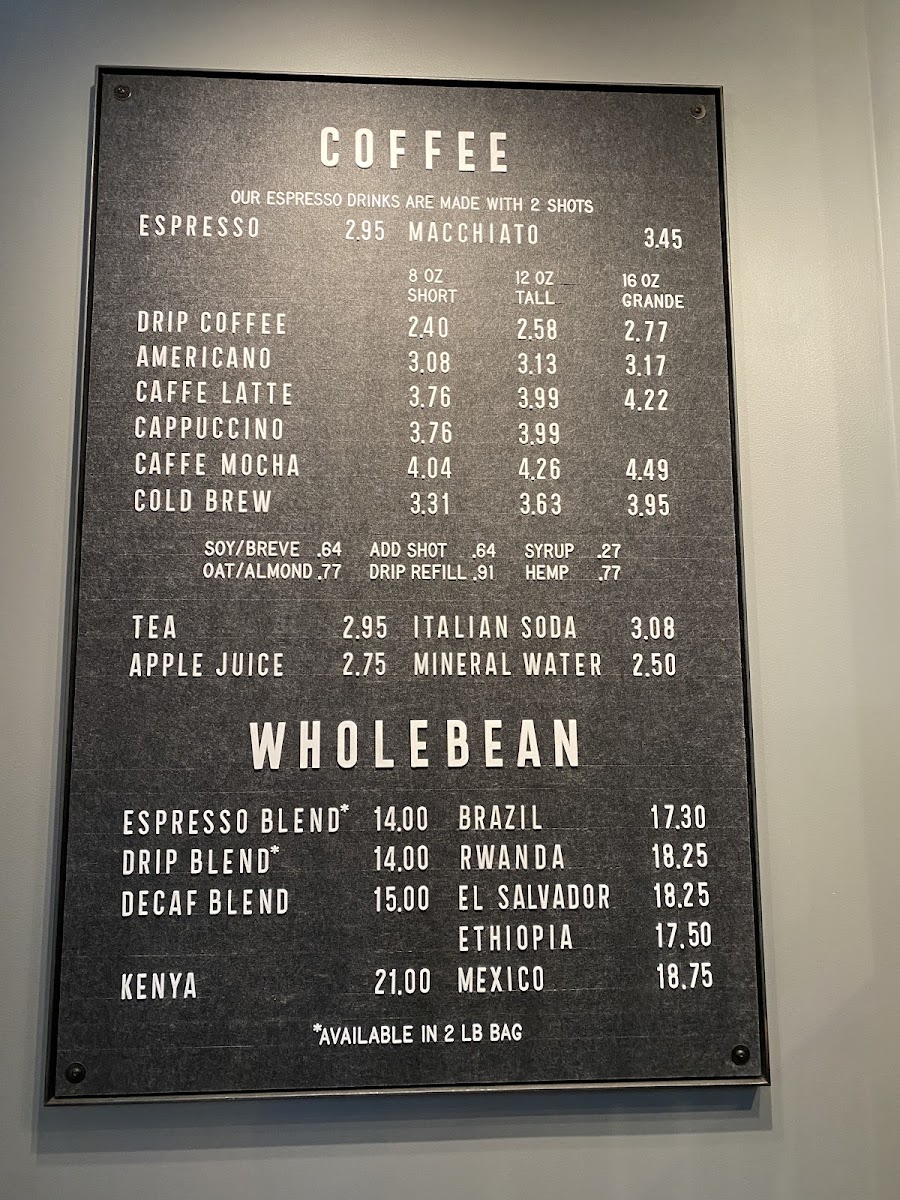 COFFEE
OUR ESPRESSO DRINKS ARE MADE WITH 2 SHOTS
ESPRESSO 2.95 MACCHIATO 3.45
8 OZ 12 OZ 16 OZ
SHORT TALL GRANDE
DRIP COFFEE 2.40 2.58 2.77
AMERICANO 3.08 3.13 3.17
CAFFE LATTE 3.76 3.99 4.22
CAPPUCCINO 3.76 3.99
CAFFE MOCHA 4.04 4.26 4.49
COLD BREW 3.31 3.63 3.95
SOY/BREVE .64 ADD SHOT .64 SYRUP .27
OAT/ALMOND .77 DRIP REFILL .91 HEMP .77
TEA 2.95 ITALIAN SODA 3.08
APPLE JUICE 2.75 MINERAL WATER 2.50
WHOLEBEAN
ESPRESSO BLEND* 14.00 BRAZIL 17.30
DRIP BLEND* 14.00 RWANDA 18.25
DECAF BLEND 15.00 EL SALVADOR 18.25
ETHIOPIA 17.50
KENYA 21.00 MEXICO 18.75
*AVAILABLE IN 2 LB BAG